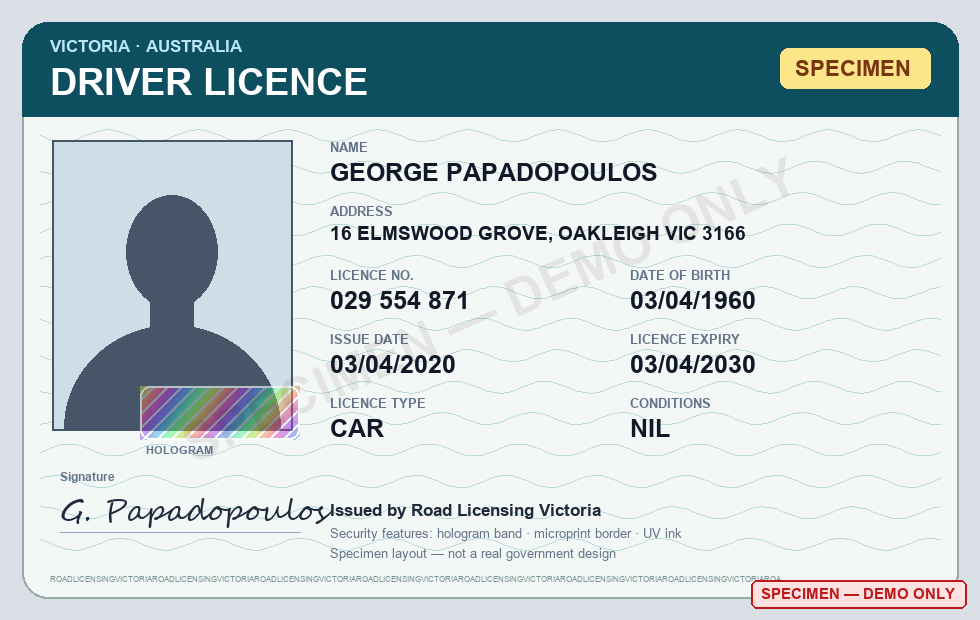 VICTORIA · AUSTRALIA
DRIVER LICENCE
SPECIMEN
NAME
GEORGE PAPADOPOULOS
ADDRESS
16 ELMSWOOD GROVE, OAKLEIGH VIC 3166
LICENCE NO.
029 554 871
DATE OF BIRTH
03/04/1960
ISSUE DATE
03/04/2020
LICENCE EXPIRY
03/04/2030
LICENCE TYPE
CAR
CONDITIONS
NIL
SPECIMEN — DEMO ONLY
HOLOGRAM
Signature
G. Papadopoulos
Issued by Road Licensing Victoria
Security features: hologram band · microprint border · UV ink
Specimen layout — not a real government design
ROADLICENSINGVICTORIAROADLICENSINGVICTORIAROADLICENSINGVICTORIAROADLICENSINGVICTORIAROADLICENSINGVICTORIAROADLICENSINGVICTORIAROADLICENSINGVICTORIAROA
SPECIMEN — DEMO ONLY